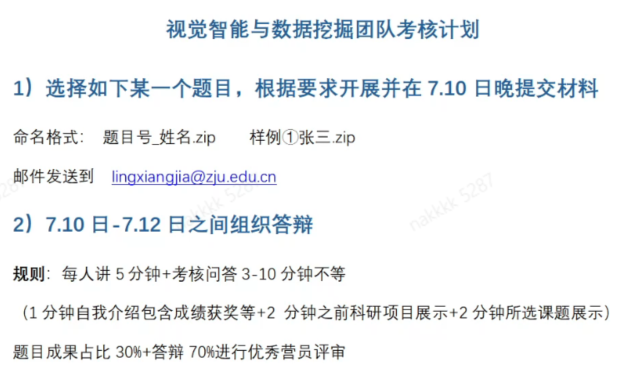 视觉智能与数据挖掘团队考核计划
1）选择如下某一个题目，根据要求开展并在 7.10 日晚提交材料
命名格式： 题目号_姓名.zip 样例①张三.zip
邮件发送到 lingxiangjia@zju.edu.cn
2）7.10 日-7.12 日之间组织答辩
规则：每人讲 5 分钟+考核问答 3-10 分钟不等
（1 分钟自我介绍包含成绩获奖等+2 分钟之前科研项目展示+2 分钟所选课题展示）
题目成果占比 30%+答辩 70%进行优秀营员评审
nakkkk 5287